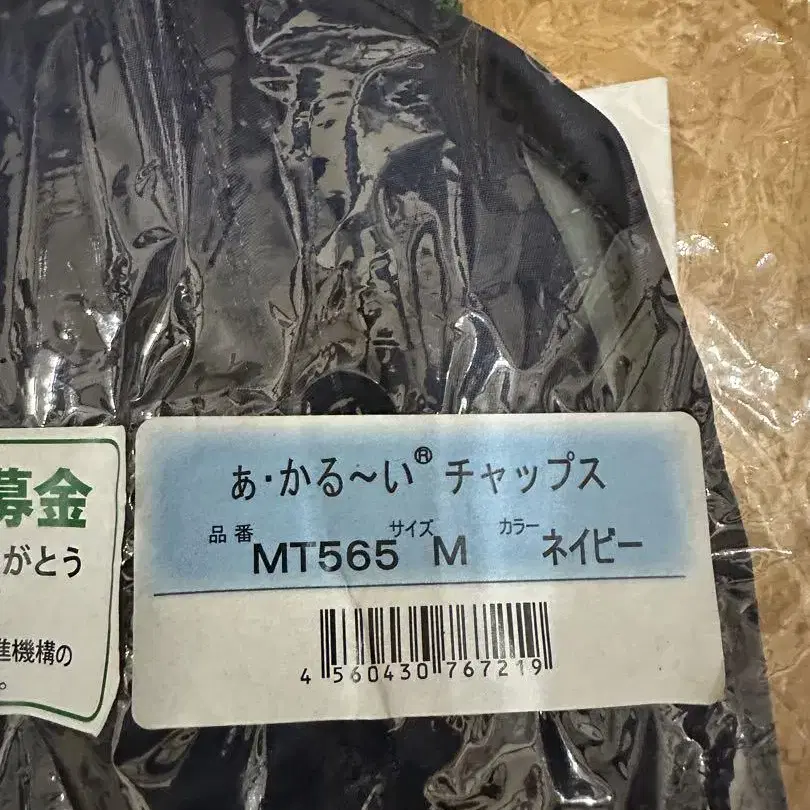 募金
がとう
進機構の
。
ぁ・かる〜い® チャップス
品番 MT565 サイズ M カラー ネイビー
4 560430 767219